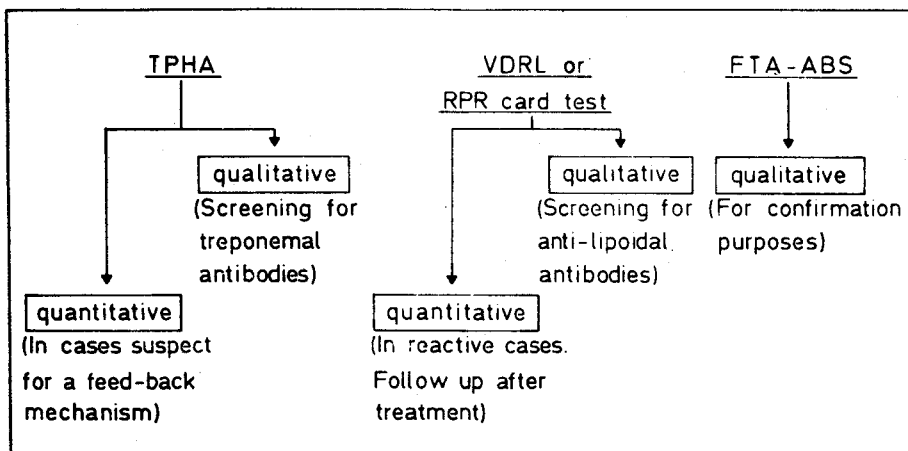 TPHA
VDRL or
RPR card test
FTA-ABS
qualitative
(Screening for
treponemal
antibodies)
quantitative
(In cases suspect
for a feed-back
mechanism)
qualitative
(Screening for
anti-lipoidal
antibodies)
quantitative
(In reactive cases.
Follow up after
treatment)
qualitative
(For confirmation
purposes)